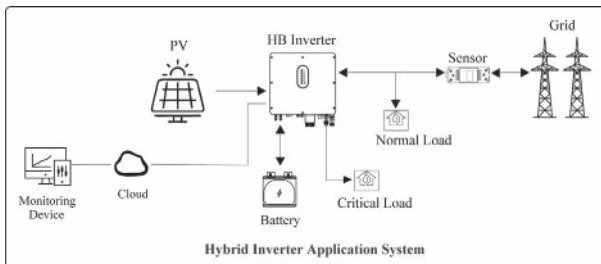 Grid
HB Inverter
PV
Sensor
Normal Load
Cloud
Monitoring
Device
Critical Load
Battery
Hybrid Inverter Application System